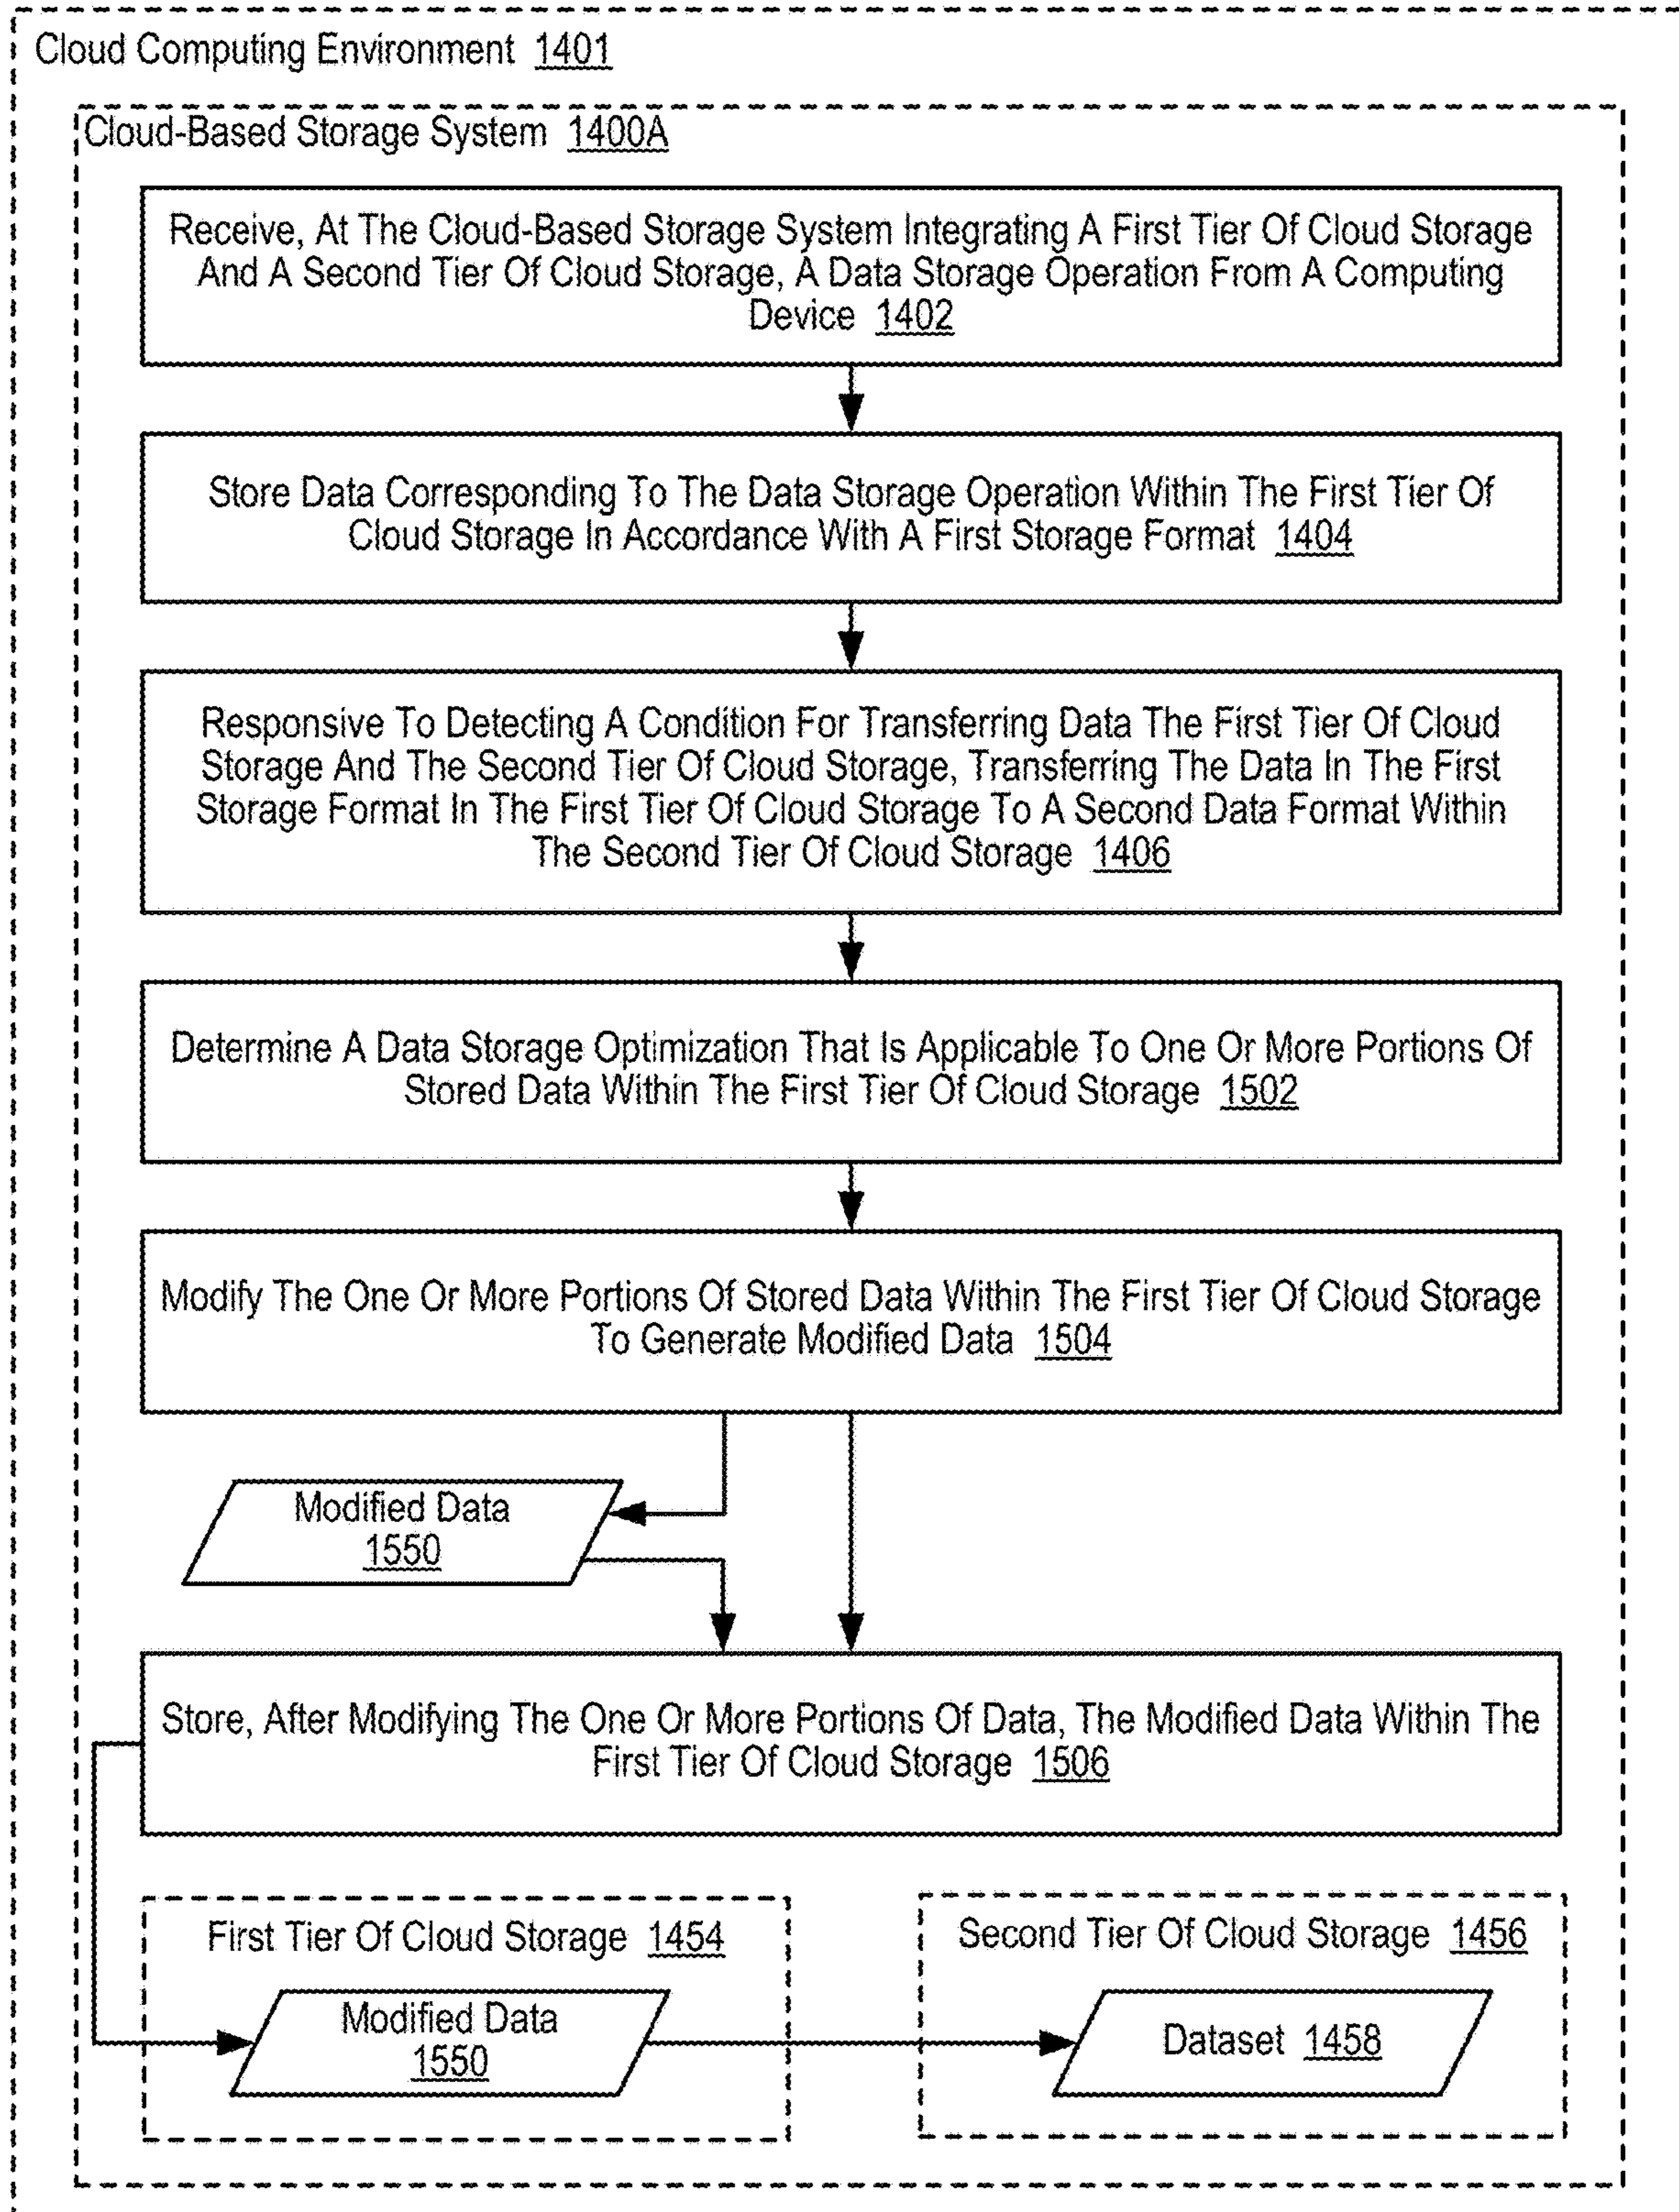 Cloud Computing Environment 1401
Cloud-Based Storage System 1400A
Receive, At The Cloud-Based Storage System Integrating A First Tier Of Cloud Storage
And A Second Tier Of Cloud Storage, A Data Storage Operation From A Computing
Device 1402
Store Data Corresponding To The Data Storage Operation Within The First Tier Of
Cloud Storage In Accordance With A First Storage Format 1404
Responsive To Detecting A Condition For Transferring Data The First Tier Of Cloud
Storage And The Second Tier Of Cloud Storage, Transferring The Data In The First
Storage Format In The First Tier Of Cloud Storage To A Second Data Format Within
The Second Tier Of Cloud Storage 1406
Determine A Data Storage Optimization That Is Applicable To One Or More Portions Of
Stored Data Within The First Tier Of Cloud Storage 1502
Modify The One Or More Portions Of Stored Data Within The First Tier Of Cloud Storage
To Generate Modified Data 1504
Modified Data
1550
Store, After Modifying The One Or More Portions Of Data, The Modified Data Within The
First Tier Of Cloud Storage 1506
First Tier Of Cloud Storage 1454
Modified Data
1550
Second Tier Of Cloud Storage 1456
Dataset 1458